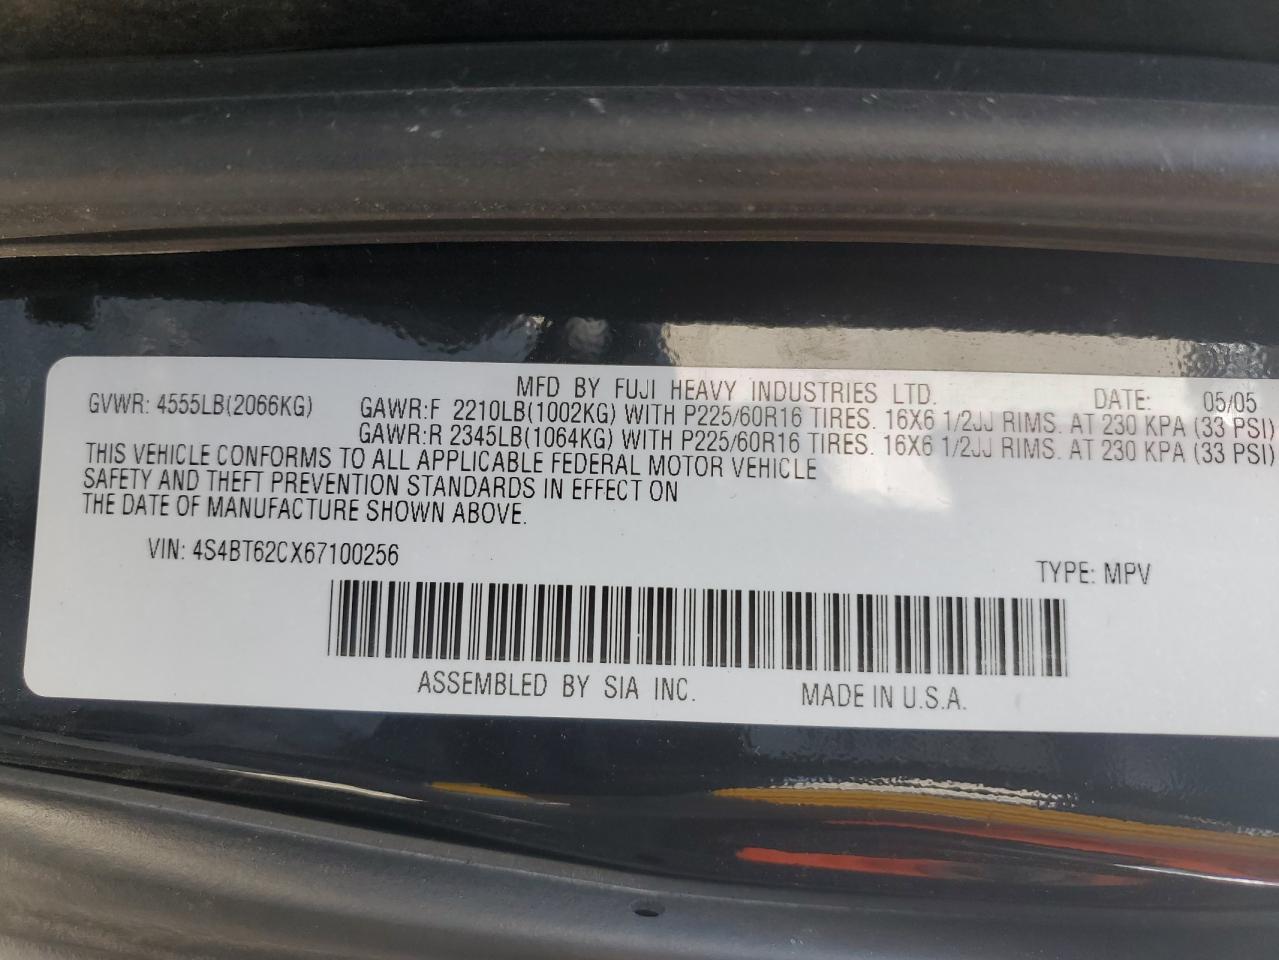 MFD BY FUJI HEAVY INDUSTRIES LTD. DATE: 05/05
GVWR: 4555LB(2066KG) GAWR:F 2210LB(1002KG) WITH P225/60R16 TIRES. 16X6 1/2JJ RIMS. AT 230 KPA (33 PSI)
GAWR:R 2345LB(1064KG) WITH P225/60R16 TIRES. 16X6 1/2JJ RIMS. AT 230 KPA (33 PSI)
THIS VEHICLE CONFORMS TO ALL APPLICABLE FEDERAL MOTOR VEHICLE
SAFETY AND THEFT PREVENTION STANDARDS IN EFFECT ON
THE DATE OF MANUFACTURE SHOWN ABOVE.
VIN: 4S4BT62CX67100256 TYPE: MPV
ASSEMBLED BY SIA INC. MADE IN U.S.A.